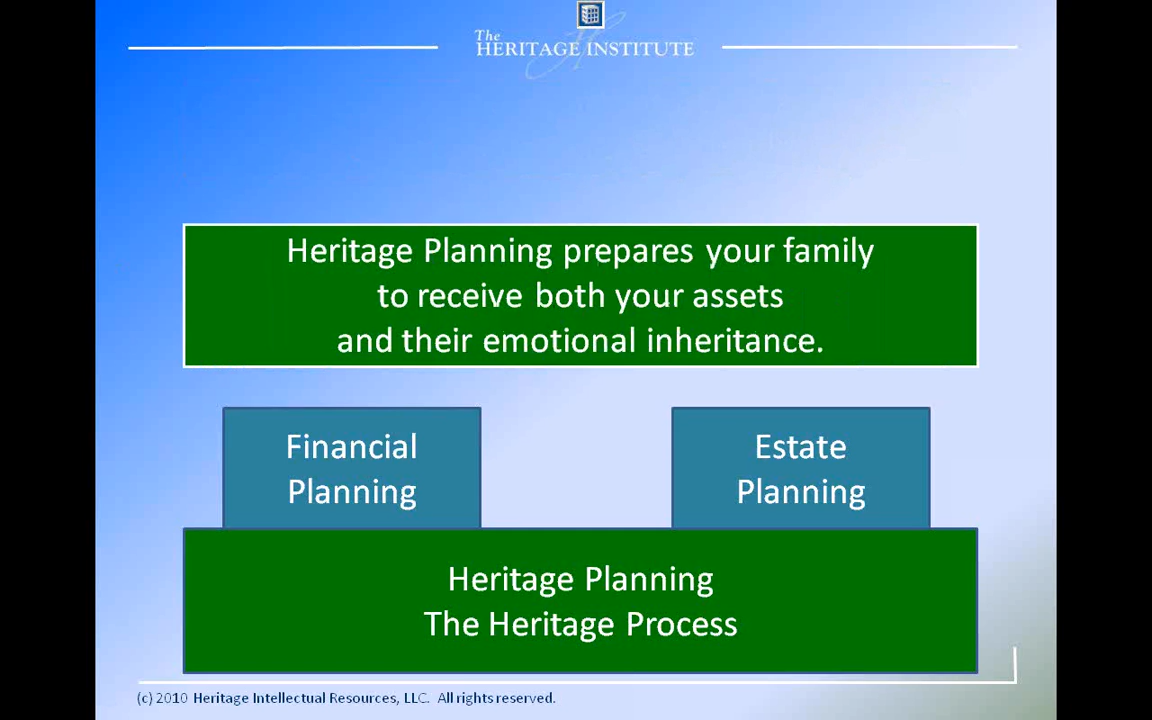 The
HERITAGE INSTITUTE
Heritage Planning prepares your family
to receive both your assets
and their emotional inheritance.
Financial
Planning
Estate
Planning
Heritage Planning
The Heritage Process
(c) 2010 Heritage Intellectual Resources, LLC. All rights reserved.